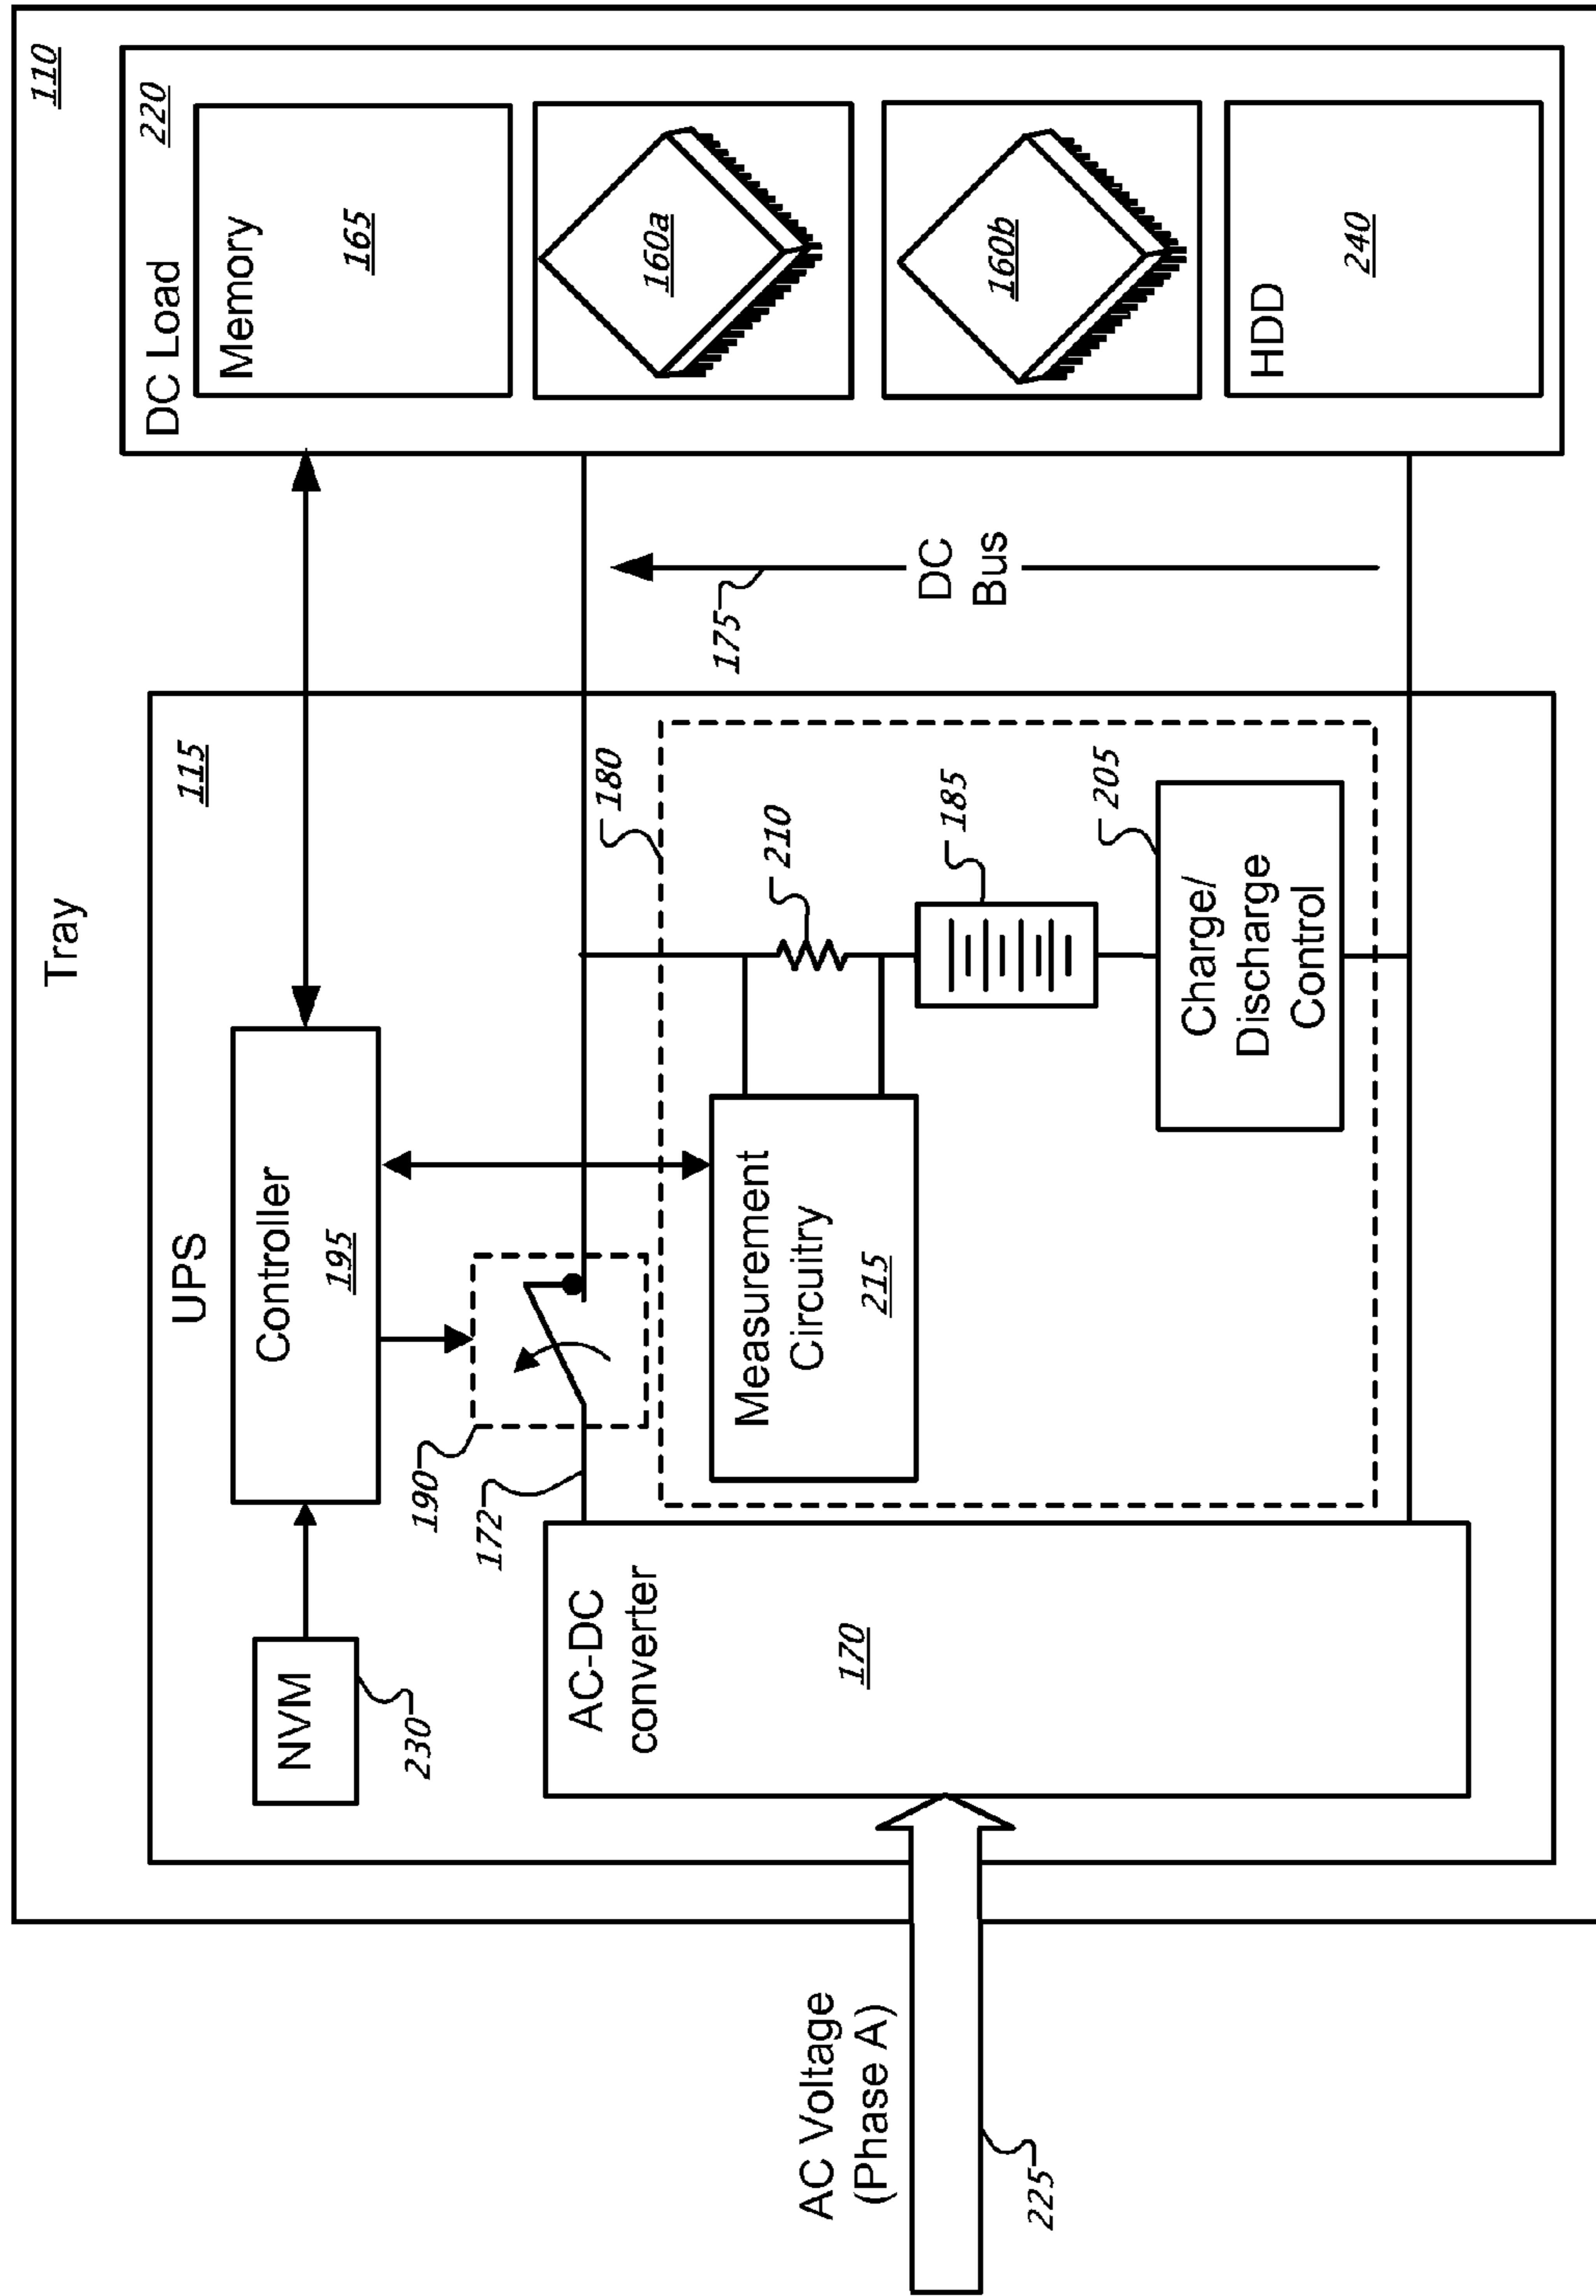 Tray
110
UPS
115
DC Load
220
NVM
230
Controller
195
Memory
165
190
172
180
175
DC
Bus
160a
160b
HDD
240
AC-DC
converter
170
Measurement
Circuitry
215
210
185
205
Charge/
Discharge
Control
AC Voltage
(Phase A)
225